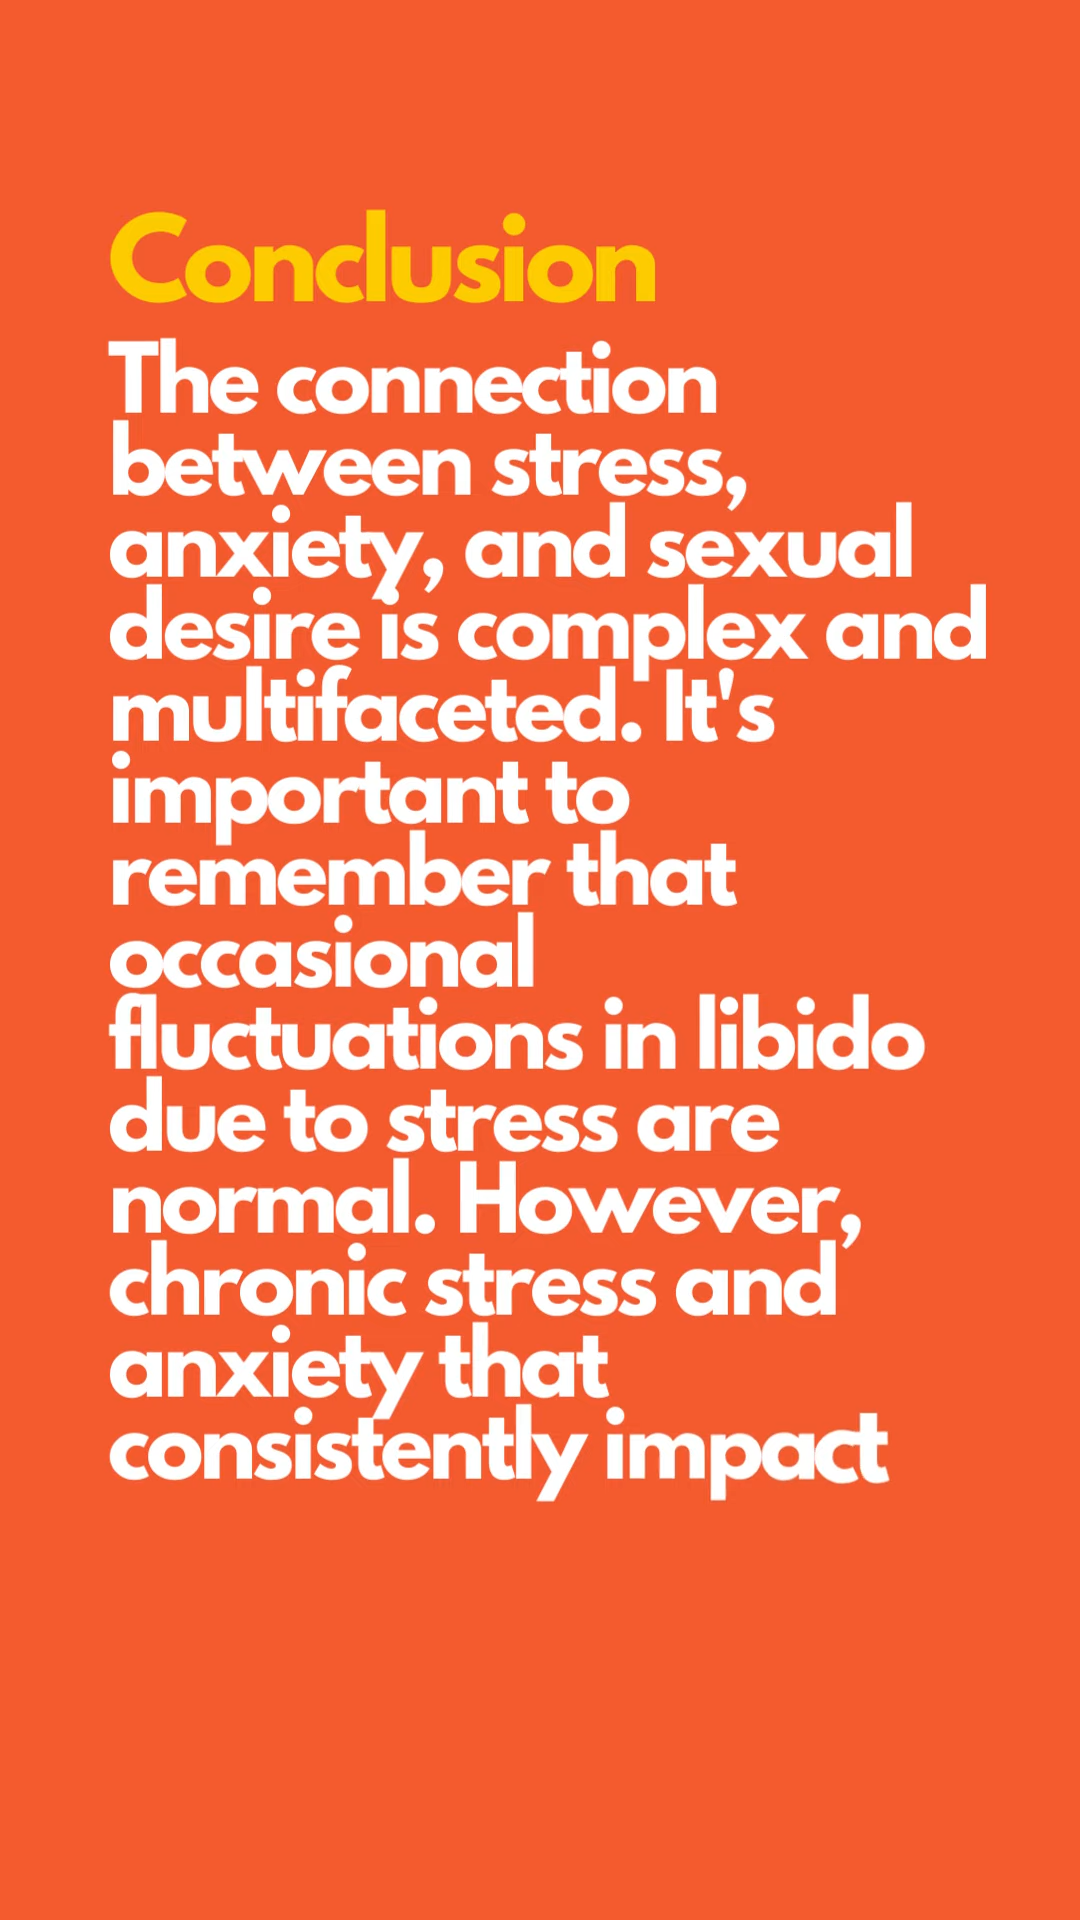 Conclusion
The connection
between stress,
anxiety, and sexual
desire is complex and
multifaceted. It's
important to
remember that
occasional
fluctuations in libido
due to stress are
normal. However,
chronic stress and
anxiety that
consistently impact